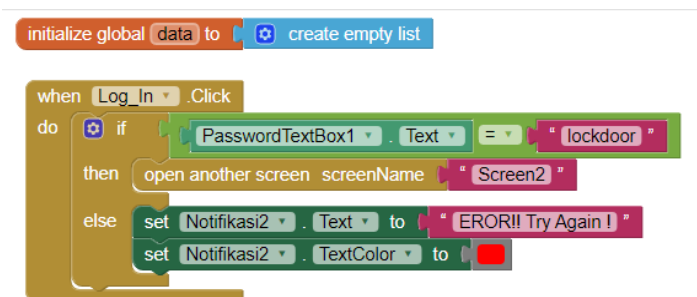 initialize global data to create empty list
when Log_In .Click
do if PasswordTextBox1 . Text = " lockdoor "
then open another screen screenName " Screen2 "
else set Notifikasi2 . Text to " EROR!! Try Again ! "
set Notifikasi2 . TextColor to